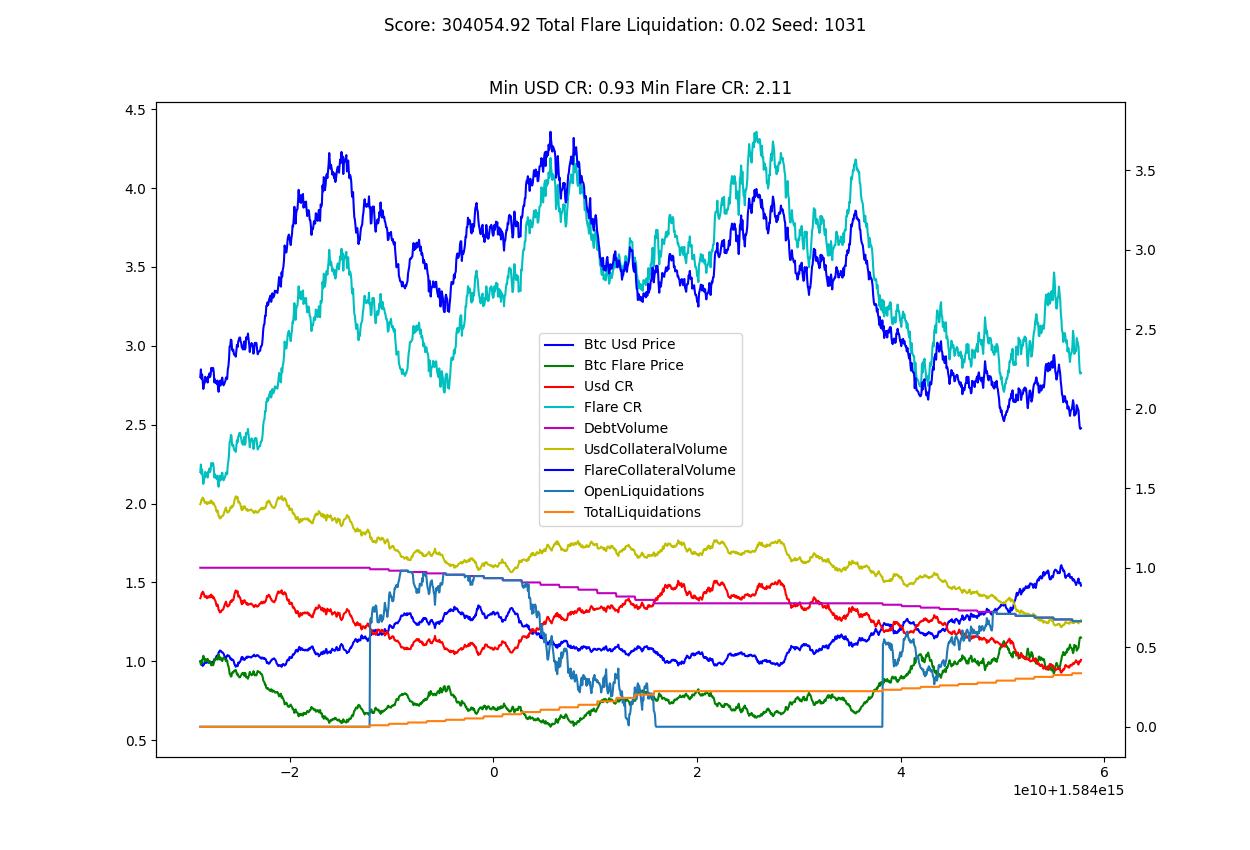 Score: 304054.92 Total Flare Liquidation: 0.02 Seed: 1031
Min USD CR: 0.93 Min Flare CR: 2.11
4.5
4.0
3.5
3.0
2.5
2.0
1.5
1.0
0.5
3.5
3.0
2.5
2.0
1.5
1.0
0.5
0.0
Btc Usd Price
Btc Flare Price
Usd CR
Flare CR
DebtVolume
UsdCollateralVolume
FlareCollateralVolume
OpenLiquidations
TotalLiquidations
−2 0 2 4 6
1e10+1.584e15